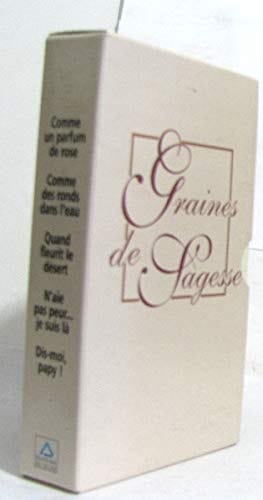 Comme
un parfum
de rose
Comme
des ronds
dans l'eau
Quand
fleurit le
désert
N'aie
pas peur...
je suis là
Dis-moi,
papy !
Graines
de Sagesse